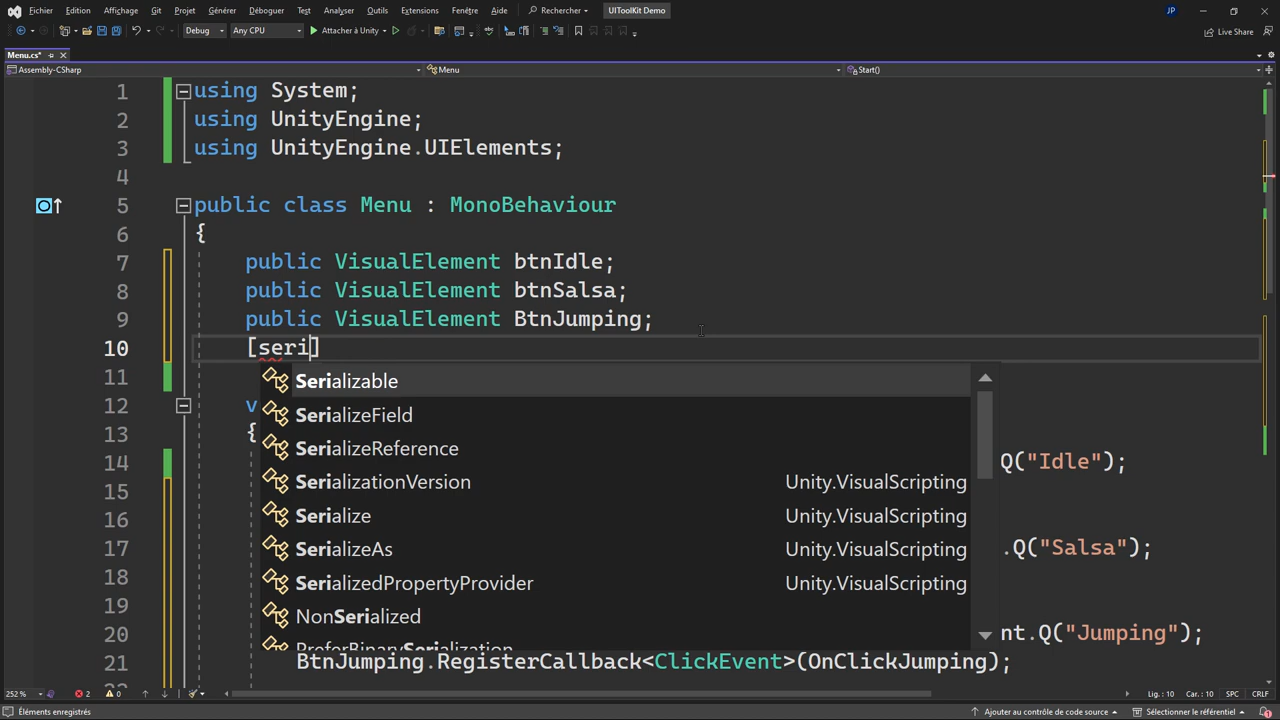 Fichier Edition Affichage Git Projet Générer Déboguer Test Analyser Outils Extensions Fenêtre Aide Rechercher UIToolKit Demo JP
Debug Any CPU Attacher à Unity Live Share
Menu.cs*
Assembly-CSharp Menu Start()
1 using System;
2 using UnityEngine;
3 using UnityEngine.UIElements;
4
5 public class Menu : MonoBehaviour
6 {
7 public VisualElement btnIdle;
8 public VisualElement btnSalsa;
9 public VisualElement BtnJumping;
10 [seri]
11 Serializable
12 v SerializeField
13 { SerializeReference
14 Q("Idle");
15 SerializationVersion Unity.VisualScripting
16 Serialize Unity.VisualScripting
17 SerializeAs Unity.VisualScripting .Q("Salsa");
18 SerializedPropertyProvider Unity.VisualScripting
19 NonSerialized
20 PreferBinarySerialization nt.Q("Jumping");
21 BtnJumping.RegisterCallback<ClickEvent>(OnClickJumping);
252 % 2 0 Lig. : 10 Car. : 10 SPC CRLF
Éléments enregistrés Ajouter au contrôle de code source Sélectionner le référentiel 1